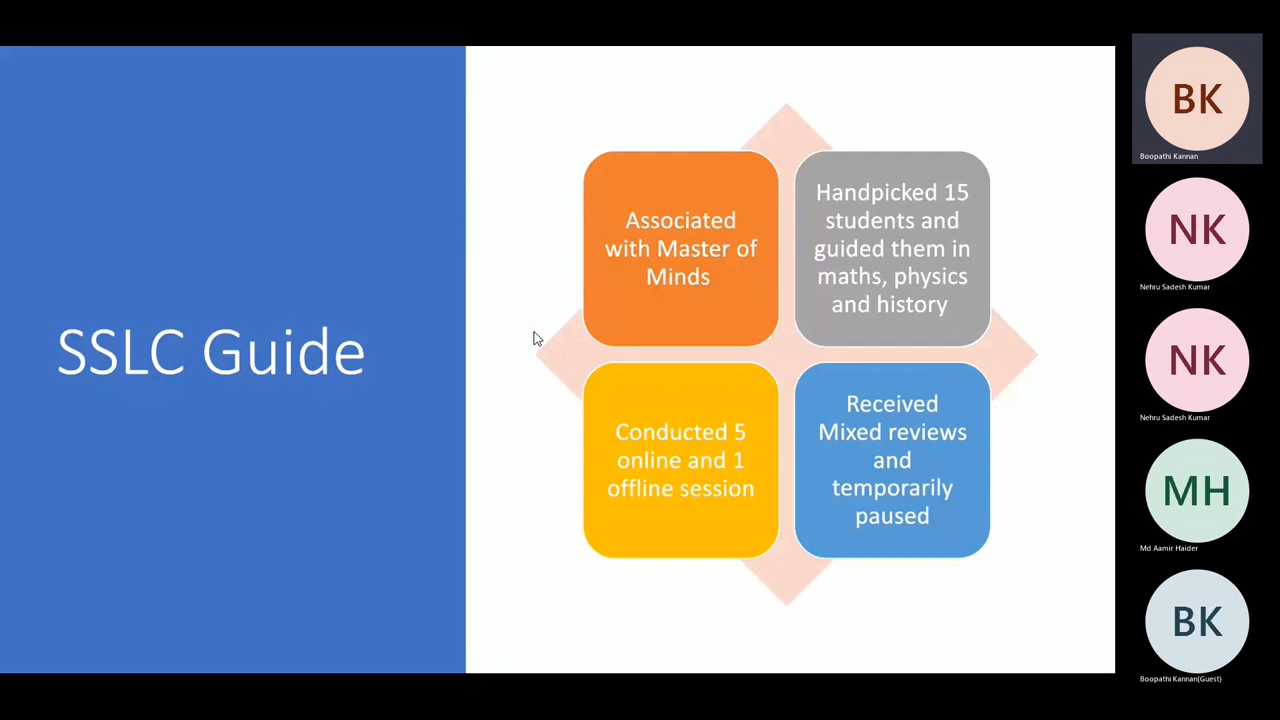 SSLC Guide
Associated
with Master of
Minds
Handpicked 15
students and
guided them in
maths, physics
and history
Conducted 5
online and 1
offline session
Received
Mixed reviews
and
temporarily
paused
BK
Boopathi Kannan
NK
Nehru Sadesh Kumar
NK
Nehru Sadesh Kumar
MH
Md Aamir Haider
BK
Boopathi Kannan(Guest)